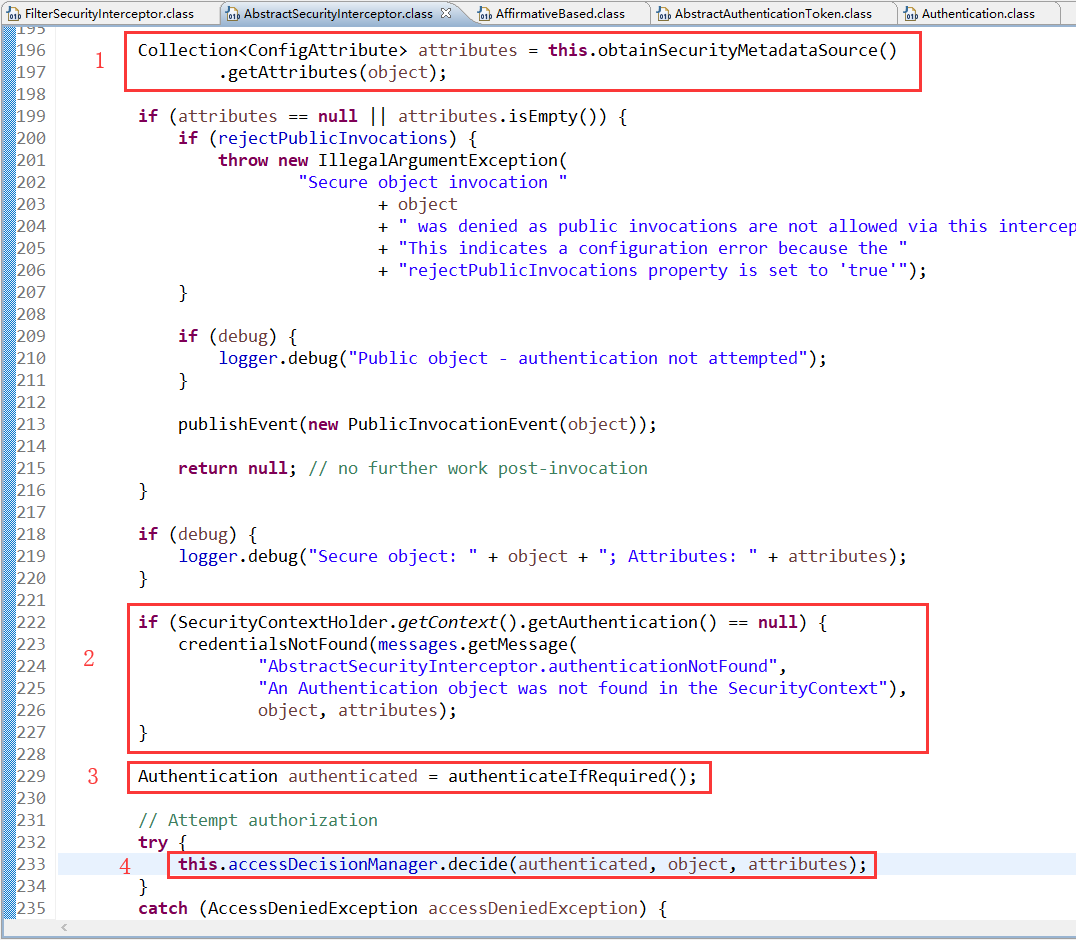 FilterSecurityInterceptor.class AbstractSecurityInterceptor.class AffirmativeBased.class AbstractAuthenticationToken.class Authentication.class
195
196 Collection<ConfigAttribute> attributes = this.obtainSecurityMetadataSource()
1
197 .getAttributes(object);
198
199 if (attributes == null || attributes.isEmpty()) {
200 if (rejectPublicInvocations) {
201 throw new IllegalArgumentException(
202 "Secure object invocation "
203 + object
204 + " was denied as public invocations are not allowed via this intercep
205 + "This indicates a configuration error because the "
206 + "rejectPublicInvocations property is set to 'true'");
207 }
208
209 if (debug) {
210 logger.debug("Public object - authentication not attempted");
211 }
212
213 publishEvent(new PublicInvocationEvent(object));
214
215 return null; // no further work post-invocation
216 }
217
218 if (debug) {
219 logger.debug("Secure object: " + object + "; Attributes: " + attributes);
220 }
221
222 if (SecurityContextHolder.getContext().getAuthentication() == null) {
223 credentialsNotFound(messages.getMessage(
2
224 "AbstractSecurityInterceptor.authenticationNotFound",
225 "An Authentication object was not found in the SecurityContext"),
226 object, attributes);
227 }
228
229 3 Authentication authenticated = authenticateIfRequired();
230
231 // Attempt authorization
232 try {
233 4 this.accessDecisionManager.decide(authenticated, object, attributes);
234 }
235 catch (AccessDeniedException accessDeniedException) {